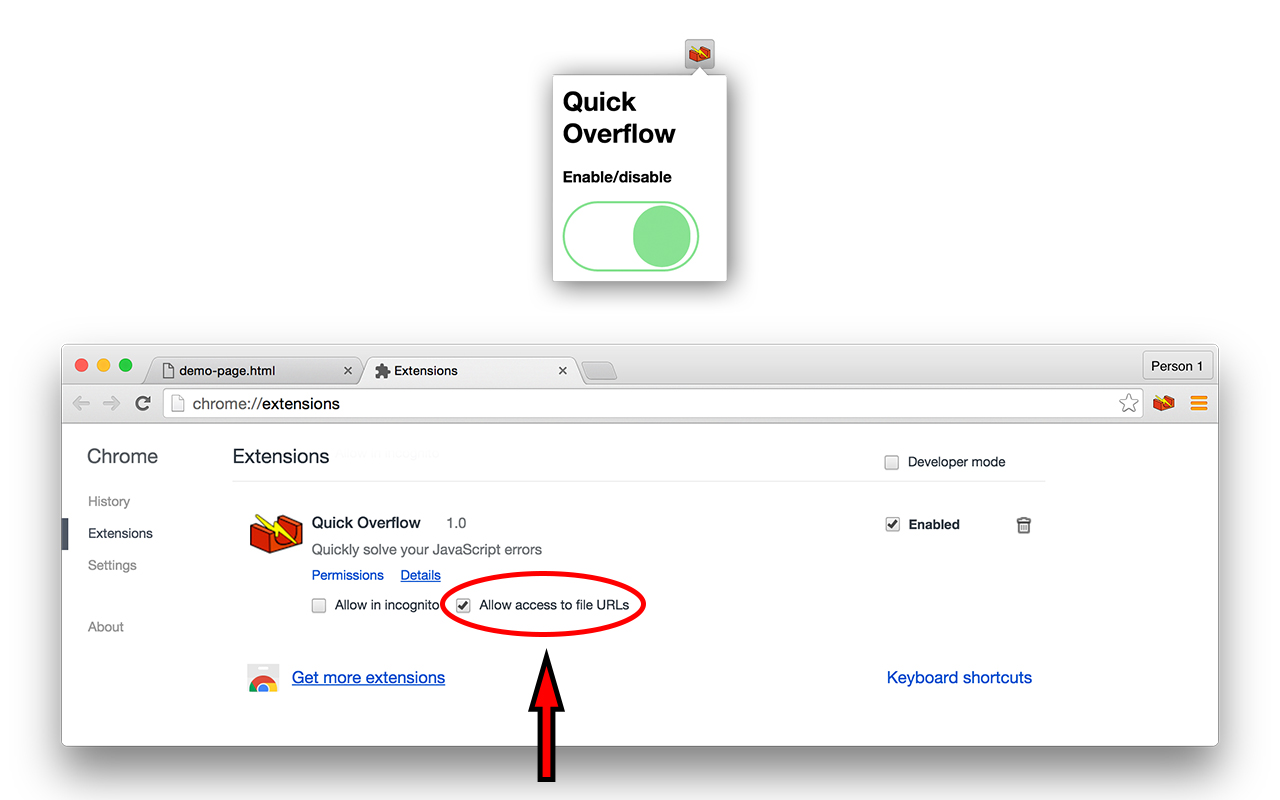 Quick
Overflow
Enable/disable
demo-page.html
Extensions
Person 1
chrome://extensions
Chrome
Extensions
Developer mode
History
Extensions
Settings
About
Quick Overflow 1.0
Enabled
Quickly solve your JavaScript errors
Permissions Details
Allow in incognito Allow access to file URLs
Get more extensions
Keyboard shortcuts